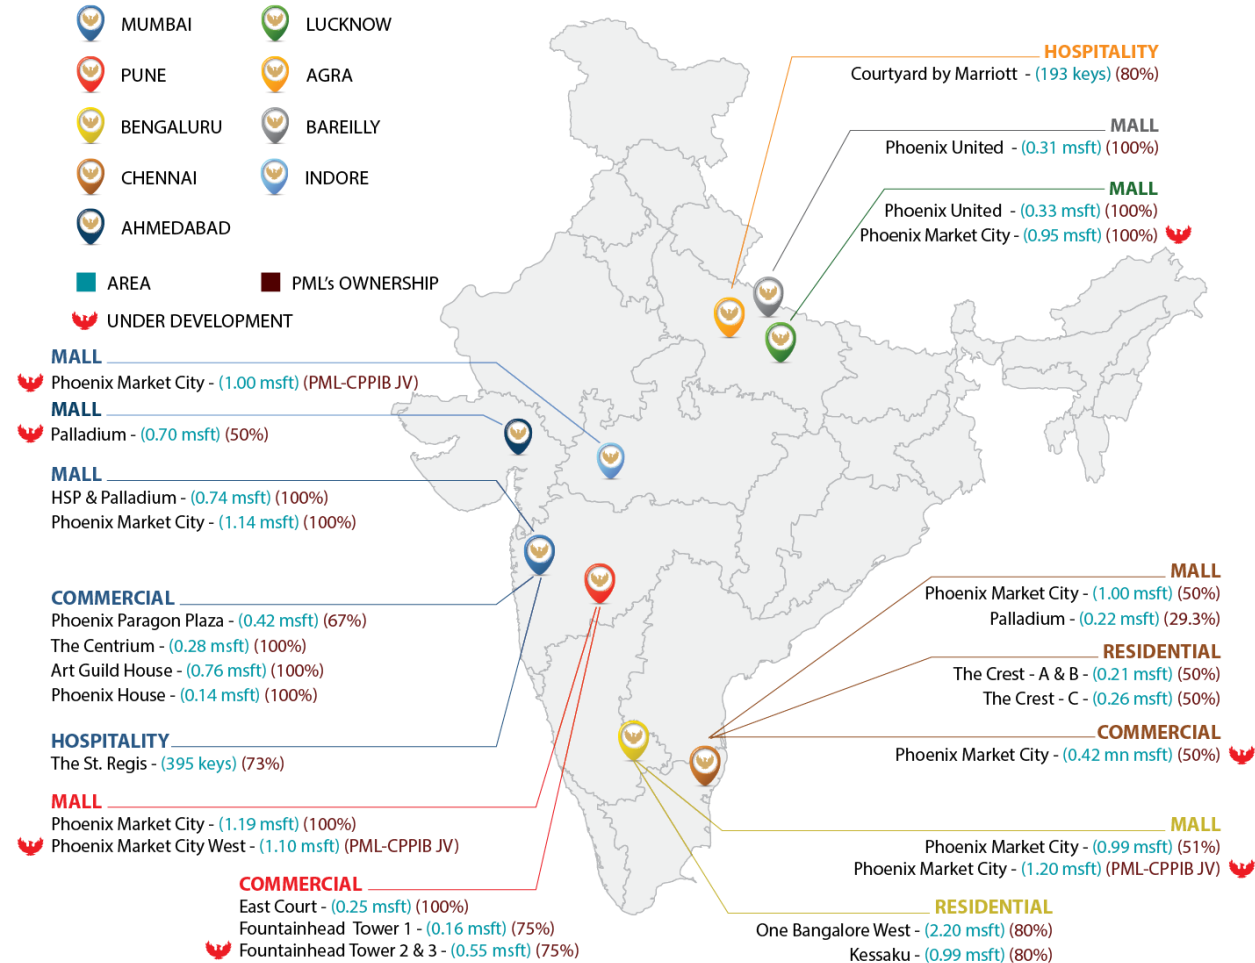 MUMBAI
LUCKNOW
PUNE
AGRA
BENGALURU
BAREILLY
CHENNAI
INDORE
AHMEDABAD
AREA
PML's OWNERSHIP
UNDER DEVELOPMENT
HOSPITALITY
Courtyard by Marriott - (193 keys) (80%)
MALL
Phoenix United - (0.31 msft) (100%)
MALL
Phoenix United - (0.33 msft) (100%)
Phoenix Market City - (0.95 msft) (100%)
MALL
Phoenix Market City - (1.00 msft) (PML-CPPIB JV)
MALL
Palladium - (0.70 msft) (50%)
MALL
HSP & Palladium - (0.74 msft) (100%)
Phoenix Market City - (1.14 msft) (100%)
COMMERCIAL
Phoenix Paragon Plaza - (0.42 msft) (67%)
The Centrium - (0.28 msft) (100%)
Art Guild House - (0.76 msft) (100%)
Phoenix House - (0.14 msft) (100%)
HOSPITALITY
The St. Regis - (395 keys) (73%)
MALL
Phoenix Market City - (1.19 msft) (100%)
Phoenix Market City West - (1.10 msft) (PML-CPPIB JV)
COMMERCIAL
East Court - (0.25 msft) (100%)
Fountainhead Tower 1 - (0.16 msft) (75%)
Fountainhead Tower 2 & 3 - (0.55 msft) (75%)
MALL
Phoenix Market City - (1.00 msft) (50%)
Palladium - (0.22 msft) (29.3%)
RESIDENTIAL
The Crest - A & B - (0.21 msft) (50%)
The Crest - C - (0.26 msft) (50%)
COMMERCIAL
Phoenix Market City - (0.42 mn msft) (50%)
MALL
Phoenix Market City - (0.99 msft) (51%)
Phoenix Market City - (1.20 msft) (PML-CPPIB JV)
RESIDENTIAL
One Bangalore West - (2.20 msft) (80%)
Kessaku - (0.99 msft) (80%)